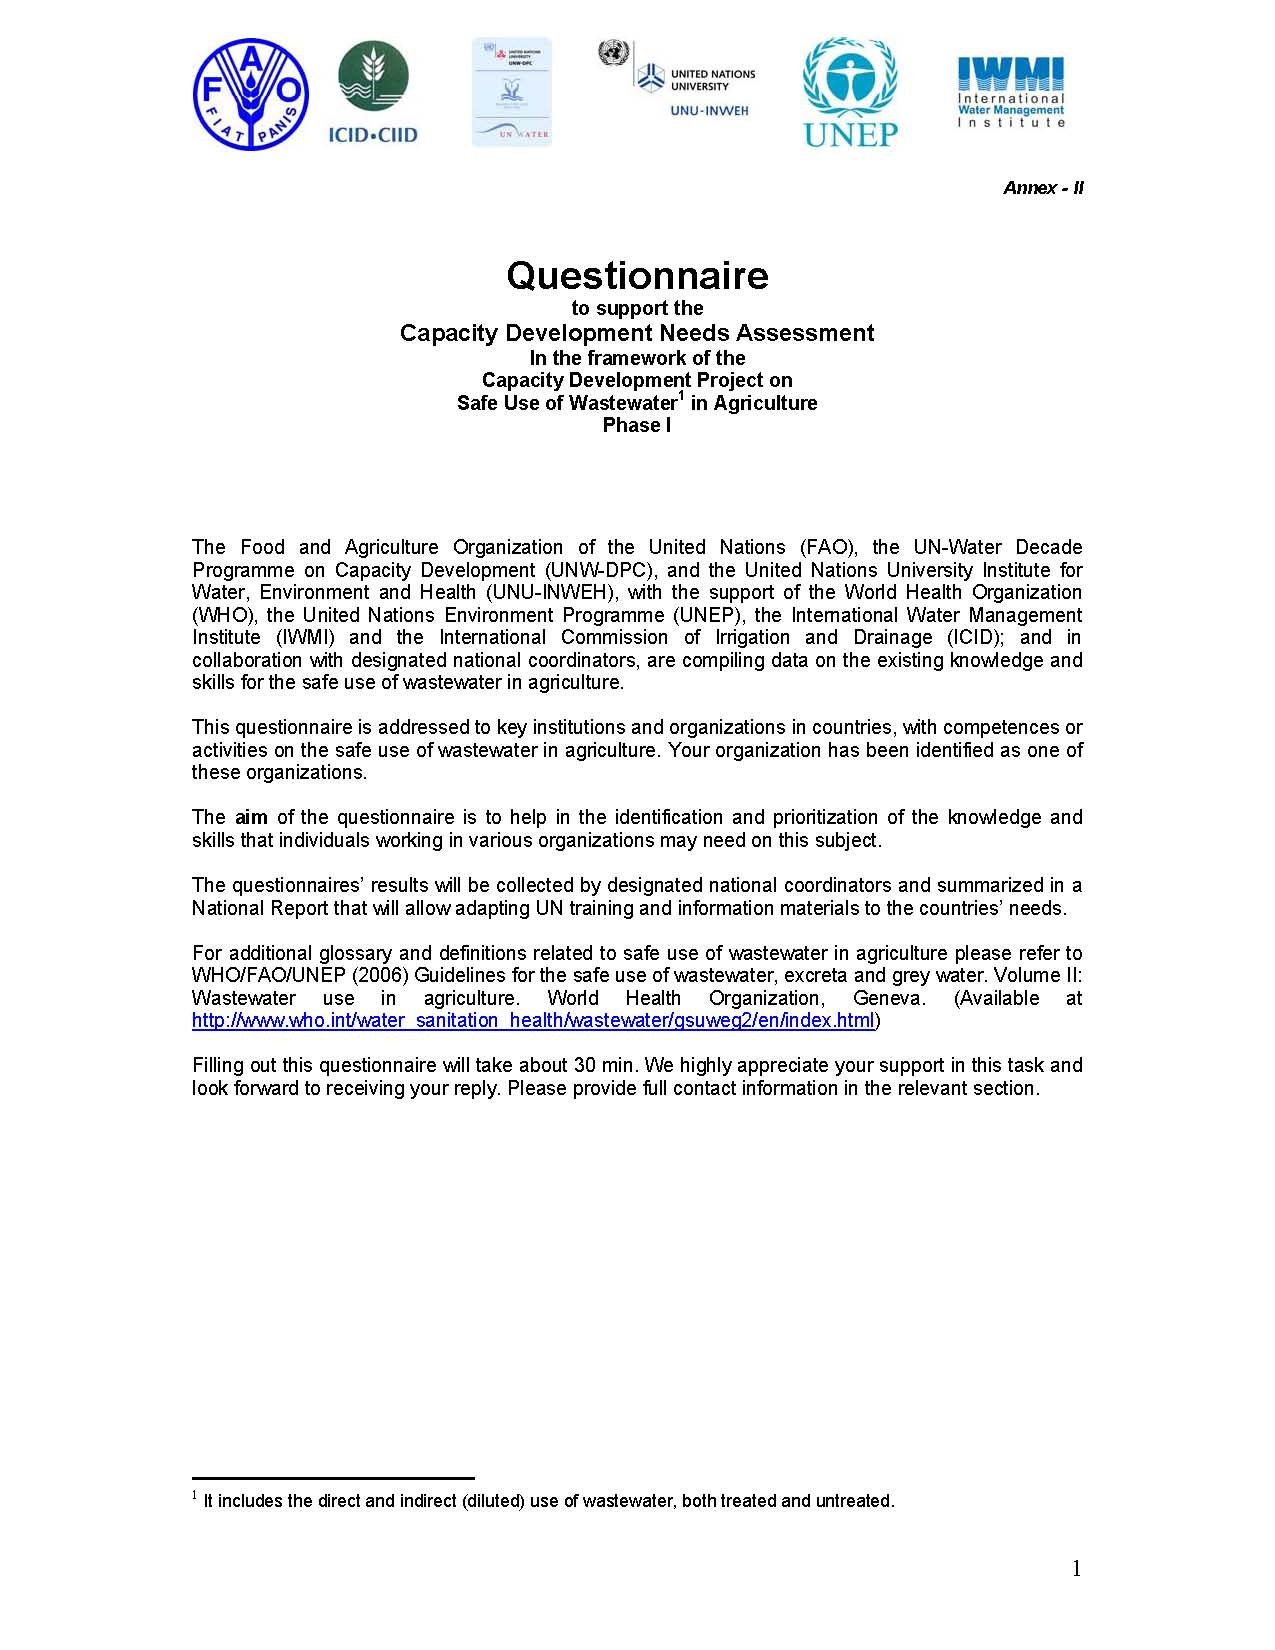 FAO
FIAT PANIS
ICID•CIID
UNITED NATIONS
UNIVERSITY
UNW-DPC
UN WATER
UNITED NATIONS
UNIVERSITY
UNU-INWEH
UNEP
IWMI
International
Water Management
Institute
Annex - II
Questionnaire
to support the
Capacity Development Needs Assessment
In the framework of the
Capacity Development Project on
Safe Use of Wastewater1 in Agriculture
Phase I
The Food and Agriculture Organization of the United Nations (FAO), the UN-Water Decade
Programme on Capacity Development (UNW-DPC), and the United Nations University Institute for
Water, Environment and Health (UNU-INWEH), with the support of the World Health Organization
(WHO), the United Nations Environment Programme (UNEP), the International Water Management
Institute (IWMI) and the International Commission of Irrigation and Drainage (ICID); and in
collaboration with designated national coordinators, are compiling data on the existing knowledge and
skills for the safe use of wastewater in agriculture.
This questionnaire is addressed to key institutions and organizations in countries, with competences or
activities on the safe use of wastewater in agriculture. Your organization has been identified as one of
these organizations.
The aim of the questionnaire is to help in the identification and prioritization of the knowledge and
skills that individuals working in various organizations may need on this subject.
The questionnaires’ results will be collected by designated national coordinators and summarized in a
National Report that will allow adapting UN training and information materials to the countries’ needs.
For additional glossary and definitions related to safe use of wastewater in agriculture please refer to
WHO/FAO/UNEP (2006) Guidelines for the safe use of wastewater, excreta and grey water. Volume II:
Wastewater use in agriculture. World Health Organization, Geneva. (Available at
http://www.who.int/water_sanitation_health/wastewater/gsuweg2/en/index.html)
Filling out this questionnaire will take about 30 min. We highly appreciate your support in this task and
look forward to receiving your reply. Please provide full contact information in the relevant section.
1 It includes the direct and indirect (diluted) use of wastewater, both treated and untreated.
1